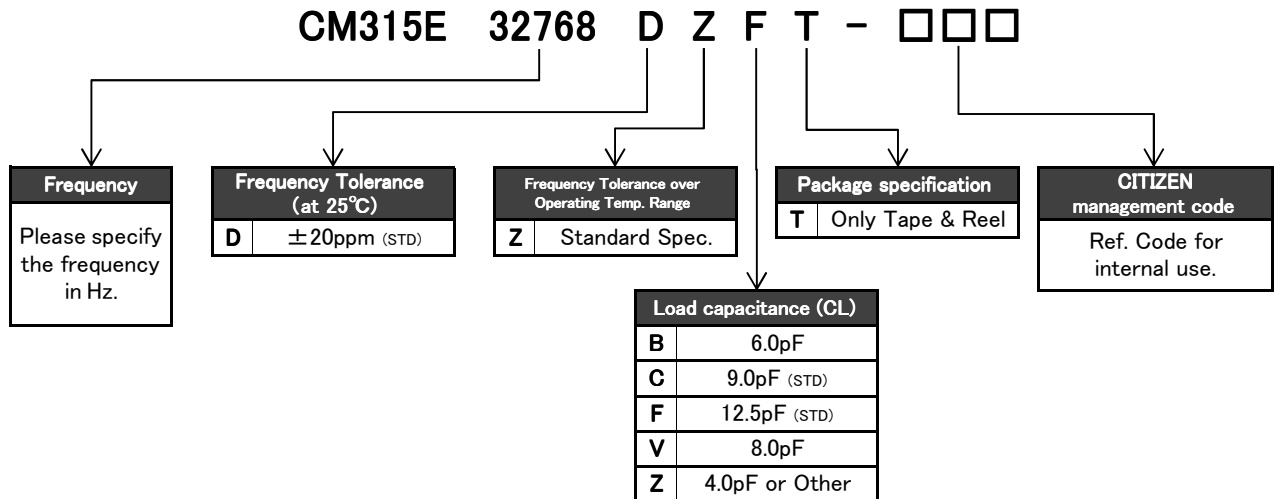 CM315E 32768 D Z F T - □□□
Frequency
Please specify
the frequency
in Hz.
Frequency Tolerance
(at 25℃)
D ±20ppm (STD)
Frequency Tolerance over
Operating Temp. Range
Z Standard Spec.
Package specification
T Only Tape & Reel
CITIZEN
management code
Ref. Code for
internal use.
Load capacitance (CL)
B 6.0pF
C 9.0pF (STD)
F 12.5pF (STD)
V 8.0pF
Z 4.0pF or Other